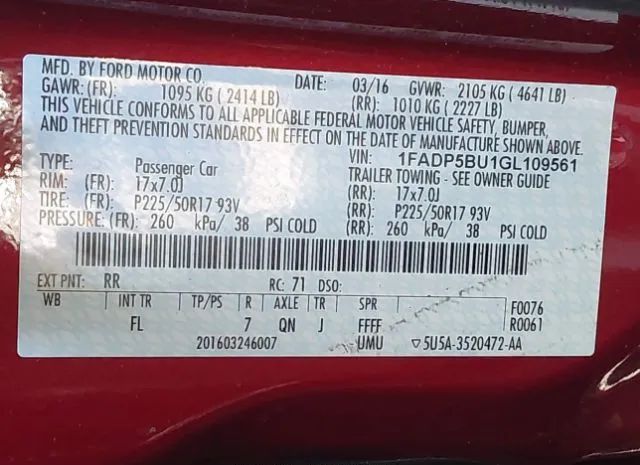 MFD. BY FORD MOTOR CO. DATE: 03/16 GVWR: 2105 KG ( 4641 LB)
GAWR:(FR): 1095 KG ( 2414 LB) (RR): 1010 KG ( 2227 LB)
THIS VEHICLE CONFORMS TO ALL APPLICABLE FEDERAL MOTOR VEHICLE SAFETY, BUMPER,
AND THEFT PREVENTION STANDARDS IN EFFECT ON THE DATE OF MANUFACTURE SHOWN ABOVE.
VIN: 1FADP5BU1GL109561
TYPE: Passenger Car TRAILER TOWING - SEE OWNER GUIDE
RIM: (FR): 17x7.0J (RR): 17x7.0J
TIRE: (FR): P225/50R17 93V (RR): P225/50R17 93V
PRESSURE: (FR): 260 kPa/ 38 PSI COLD (RR): 260 kPa/ 38 PSI COLD
EXT PNT: RR RC: 71 DSO:
WB INT TR TP/PS R AXLE TR SPR F0076
FL 7 QN J FFFF R0061
201603246007 UMU ▽5U5A-3520472-AA